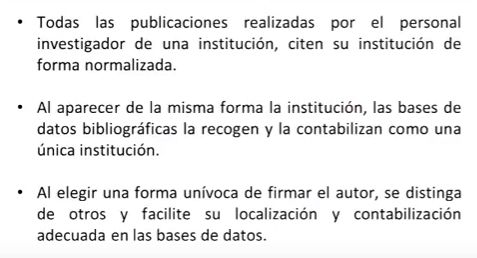 • Todas las publicaciones realizadas por el personal
investigador de una institución, citen su institución de
forma normalizada.
• Al aparecer de la misma forma la institución, las bases de
datos bibliográficas la recogen y la contabilizan como una
única institución.
• Al elegir una forma unívoca de firmar el autor, se distinga
de otros y facilite su localización y contabilización
adecuada en las bases de datos.